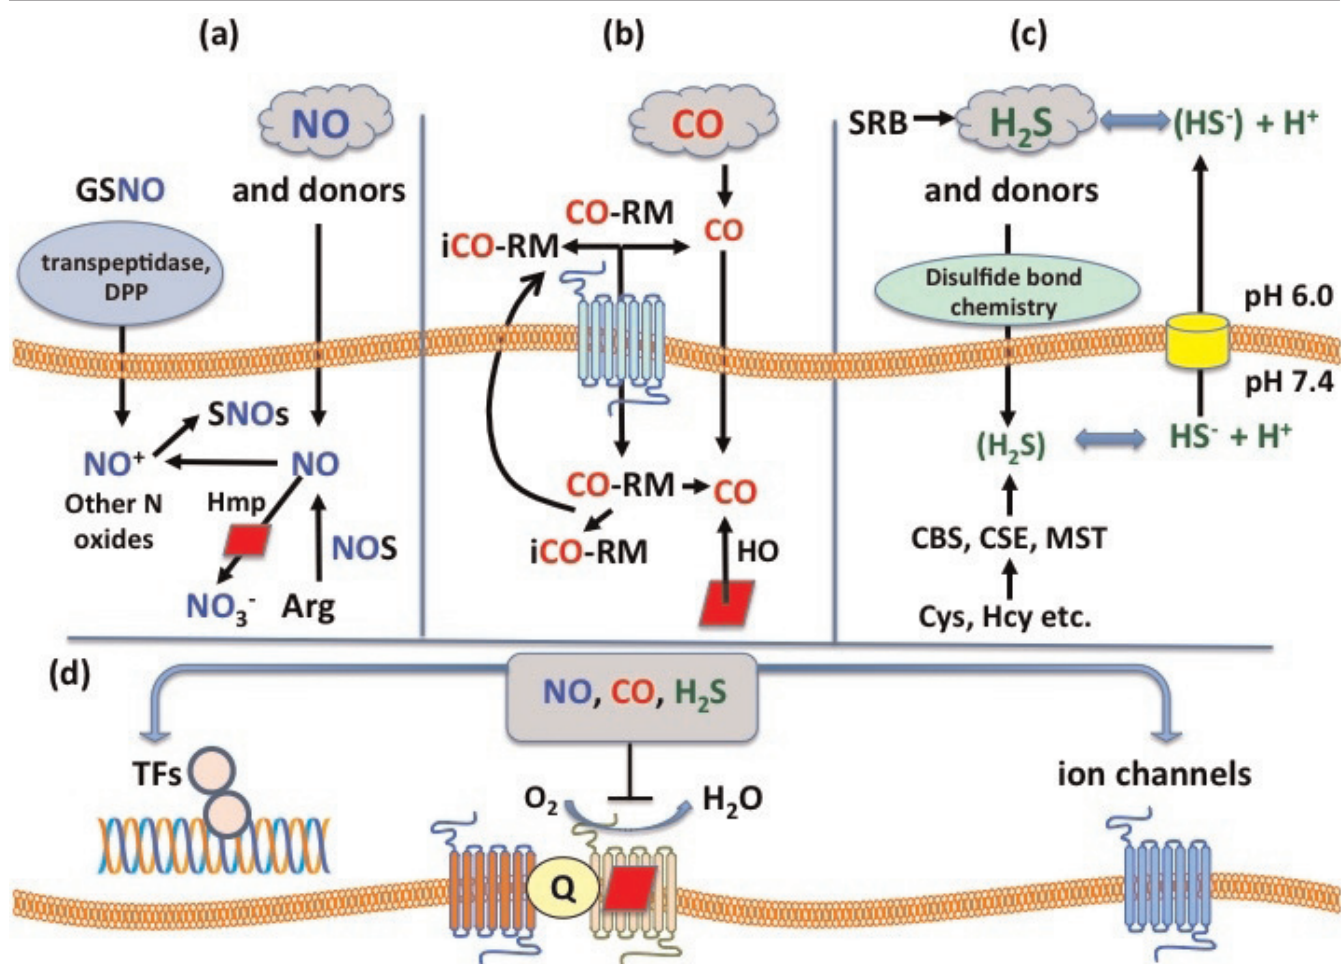 (a)
NO
GSNO
and donors
transpeptidase,
DPP
SNOs
NO⁺
NO
Other N
oxides
Hmp
NOS
NO₃⁻
Arg
(b)
CO
CO-RM
iCO-RM
CO
CO-RM
CO
iCO-RM
HO
(c)
SRB
H₂S
(HS⁻) + H⁺
and donors
Disulfide bond
chemistry
pH 6.0
pH 7.4
(H₂S)
HS⁻ + H⁺
CBS, CSE, MST
Cys, Hcy etc.
(d)
NO, CO, H₂S
TFs
O₂
H₂O
ion channels
Q